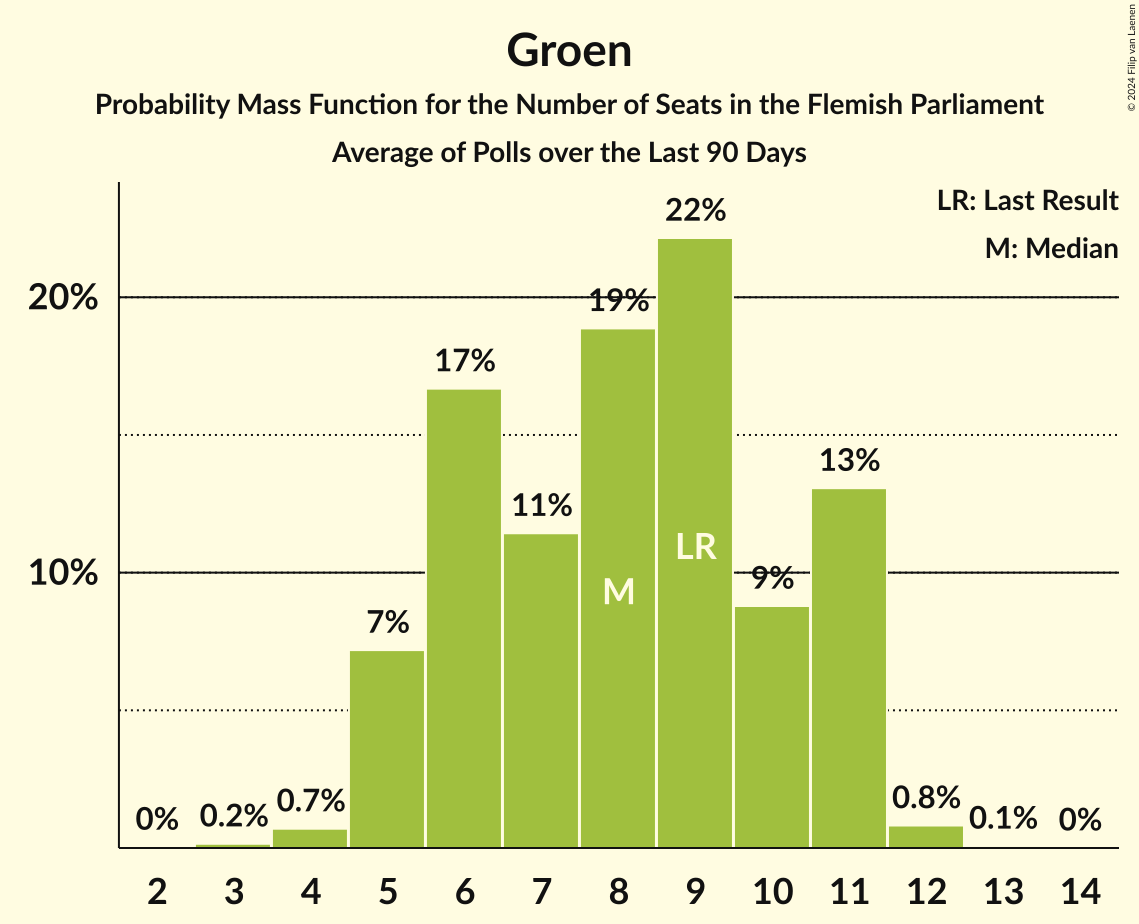 Groen
Probability Mass Function for the Number of Seats in the Flemish Parliament
Average of Polls over the Last 90 Days
© 2024 Filip van Laenen
LR: Last Result
M: Median
20%
10%
0%
0.2%
0.7%
7%
17%
11%
19%
22%
9%
13%
0.8%
0.1%
0%
M
LR
2 3 4 5 6 7 8 9 10 11 12 13 14